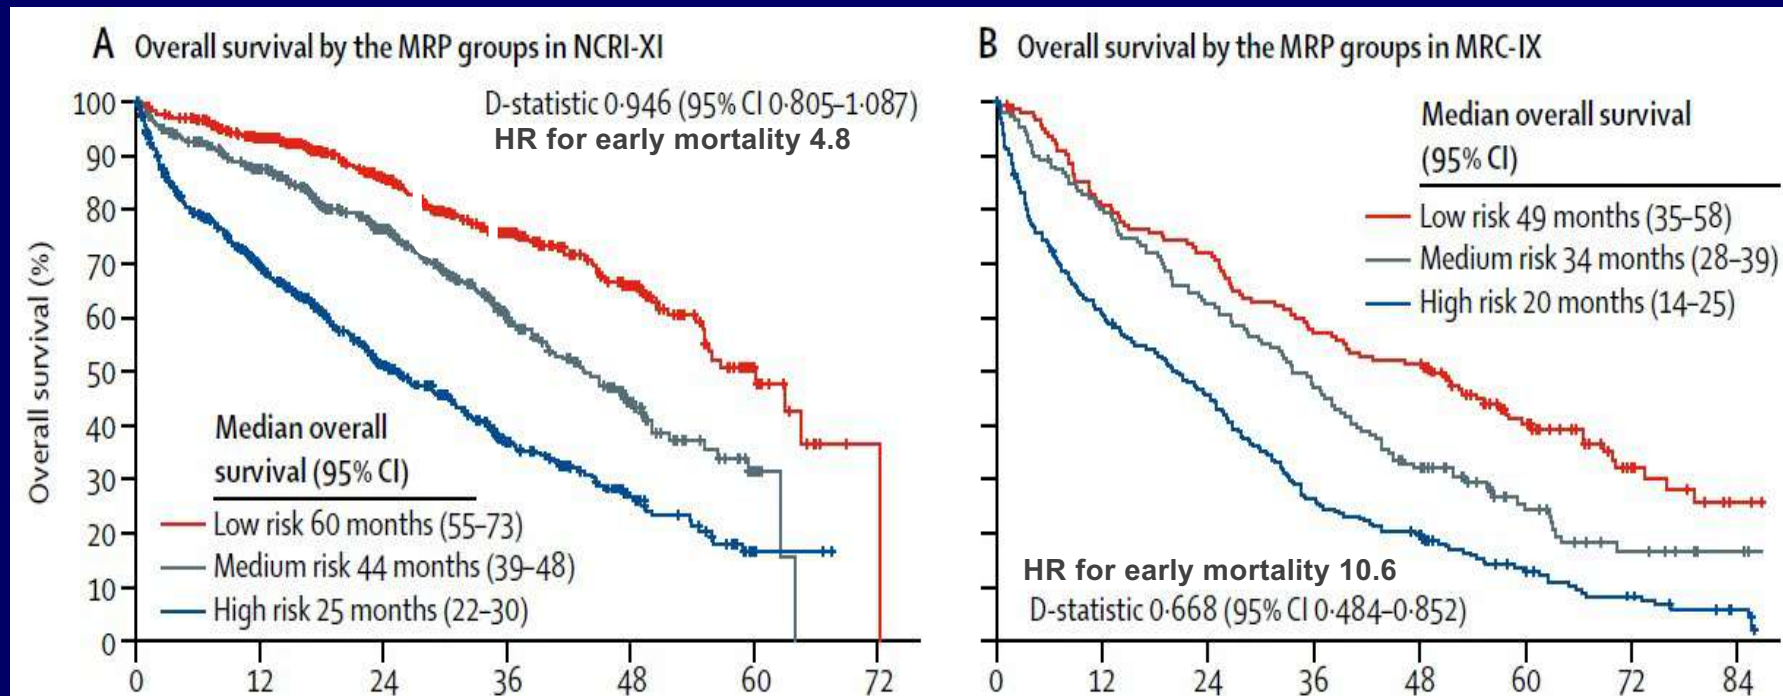 A Overall survival by the MRP groups in NCRI-XI
D-statistic 0·946 (95% CI 0·805–1·087)
HR for early mortality 4.8
Overall survival (%)
100
90
80
70
60
50
40
30
20
10
0
Median overall
survival (95% CI)
Low risk 60 months (55–73)
Medium risk 44 months (39–48)
High risk 25 months (22–30)
0 12 24 36 48 60 72
B Overall survival by the MRP groups in MRC-IX
Median overall survival
(95% CI)
Low risk 49 months (35–58)
Medium risk 34 months (28–39)
High risk 20 months (14–25)
HR for early mortality 10.6
D-statistic 0·668 (95% CI 0·484–0·852)
0 12 24 36 48 60 72 84